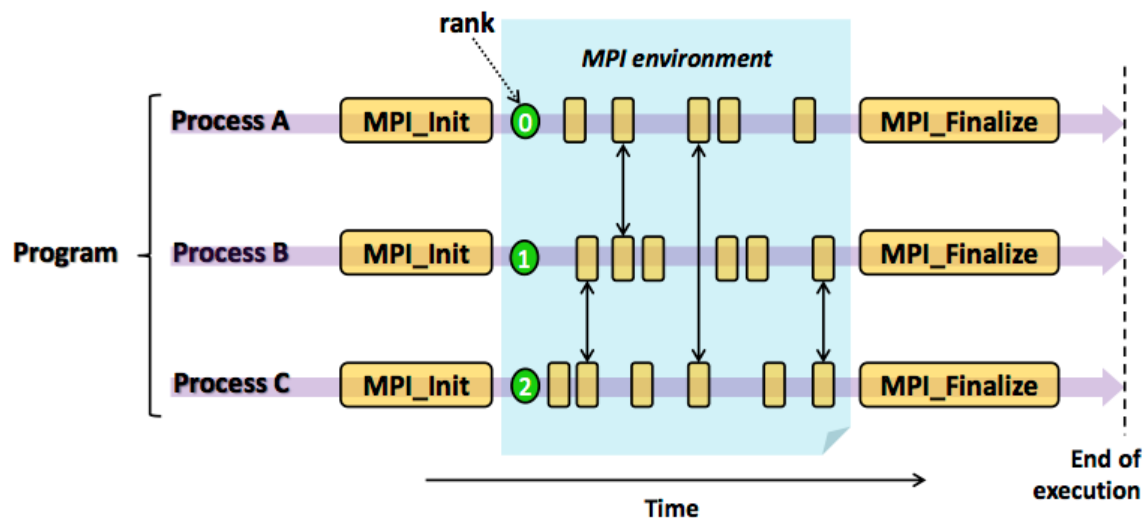 rank
MPI environment
Process A MPI_Init 0 MPI_Finalize
Program
Process B MPI_Init 1 MPI_Finalize
Process C MPI_Init 2 MPI_Finalize
Time
End of
execution